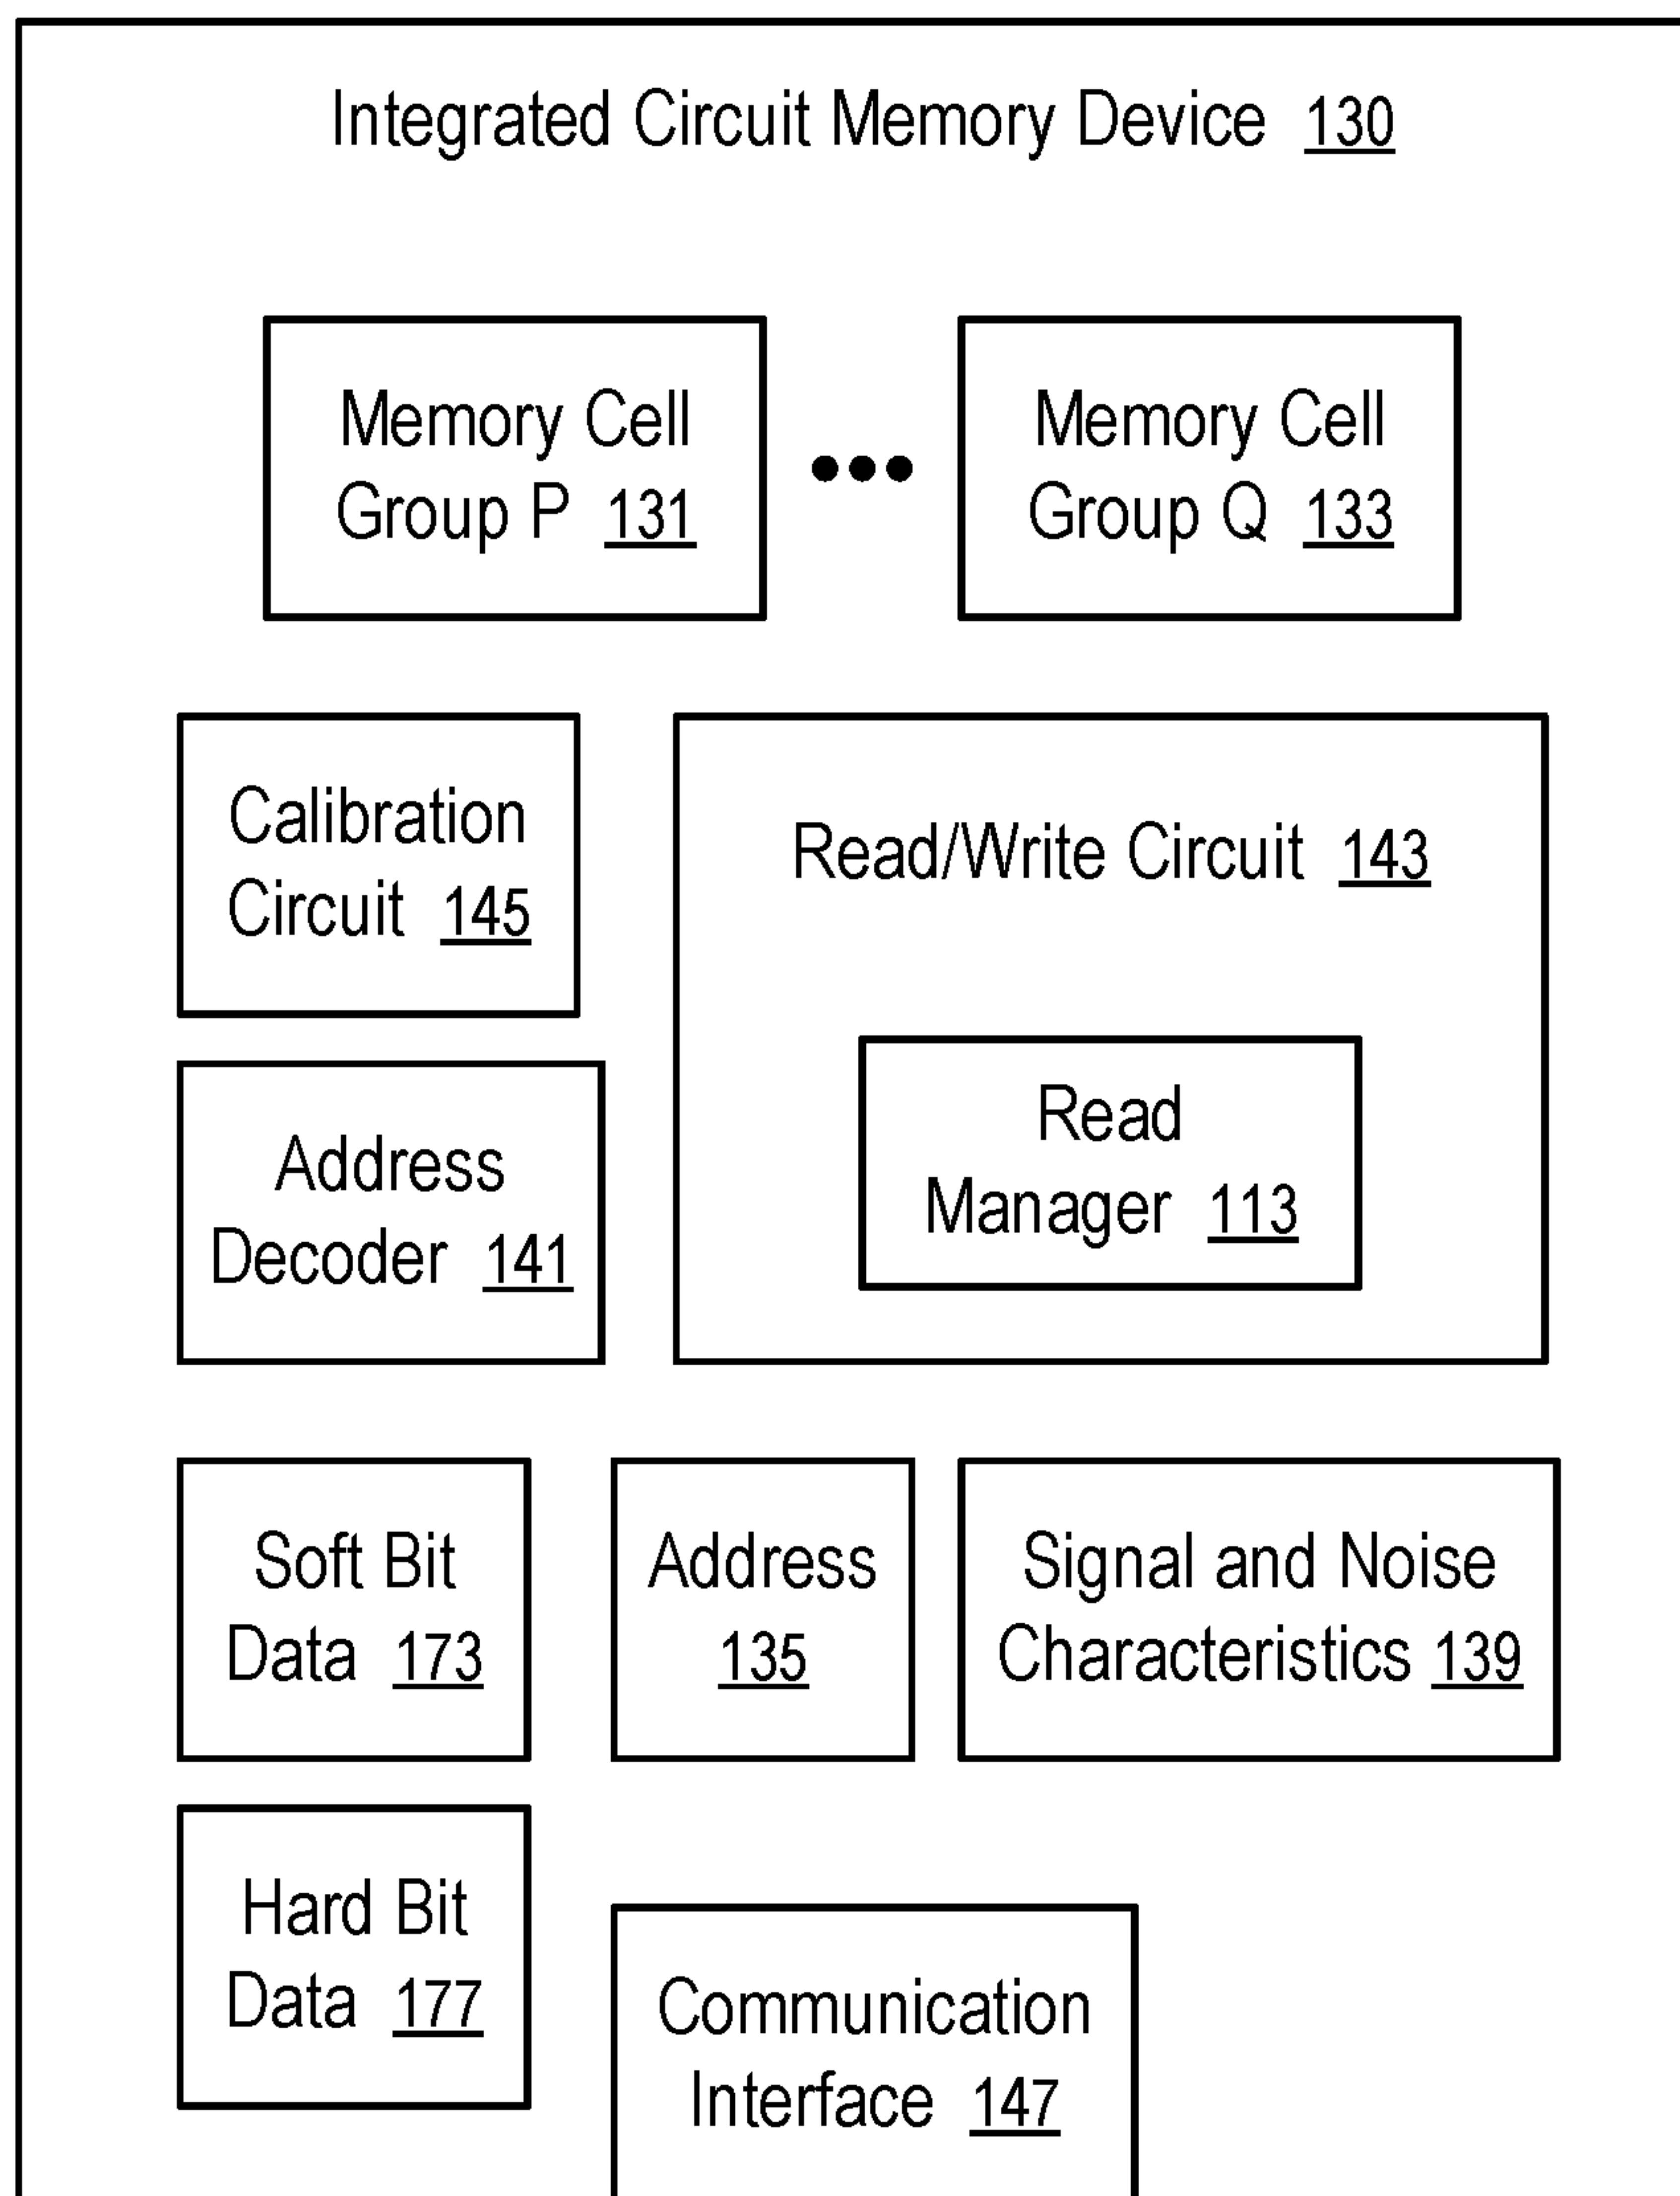 Integrated Circuit Memory Device 130
Memory Cell
Group P 131
Memory Cell
Group Q 133
Calibration
Circuit 145
Read/Write Circuit 143
Read
Manager 113
Address
Decoder 141
Soft Bit
Data 173
Address
135
Signal and Noise
Characteristics 139
Hard Bit
Data 177
Communication
Interface 147